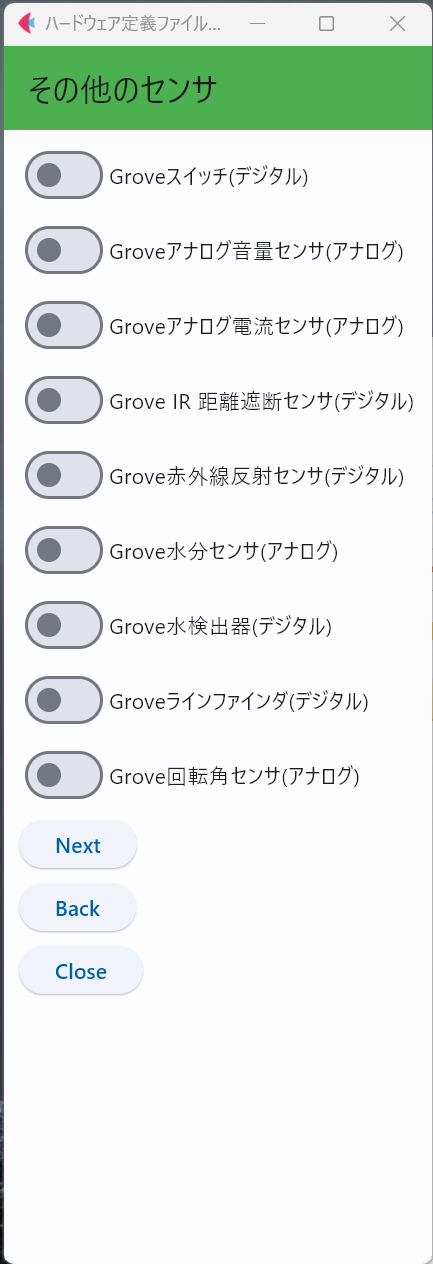 ハードウェア定義ファイル...
その他のセンサ
Groveスイッチ(デジタル)
Groveアナログ音量センサ(アナログ)
Groveアナログ電流センサ(アナログ)
Grove IR 距離遮断センサ(デジタル)
Grove赤外線反射センサ(デジタル)
Grove水分センサ(アナログ)
Grove水検出器(デジタル)
Groveラインファインダ(デジタル)
Grove回転角センサ(アナログ)
Next
Back
Close